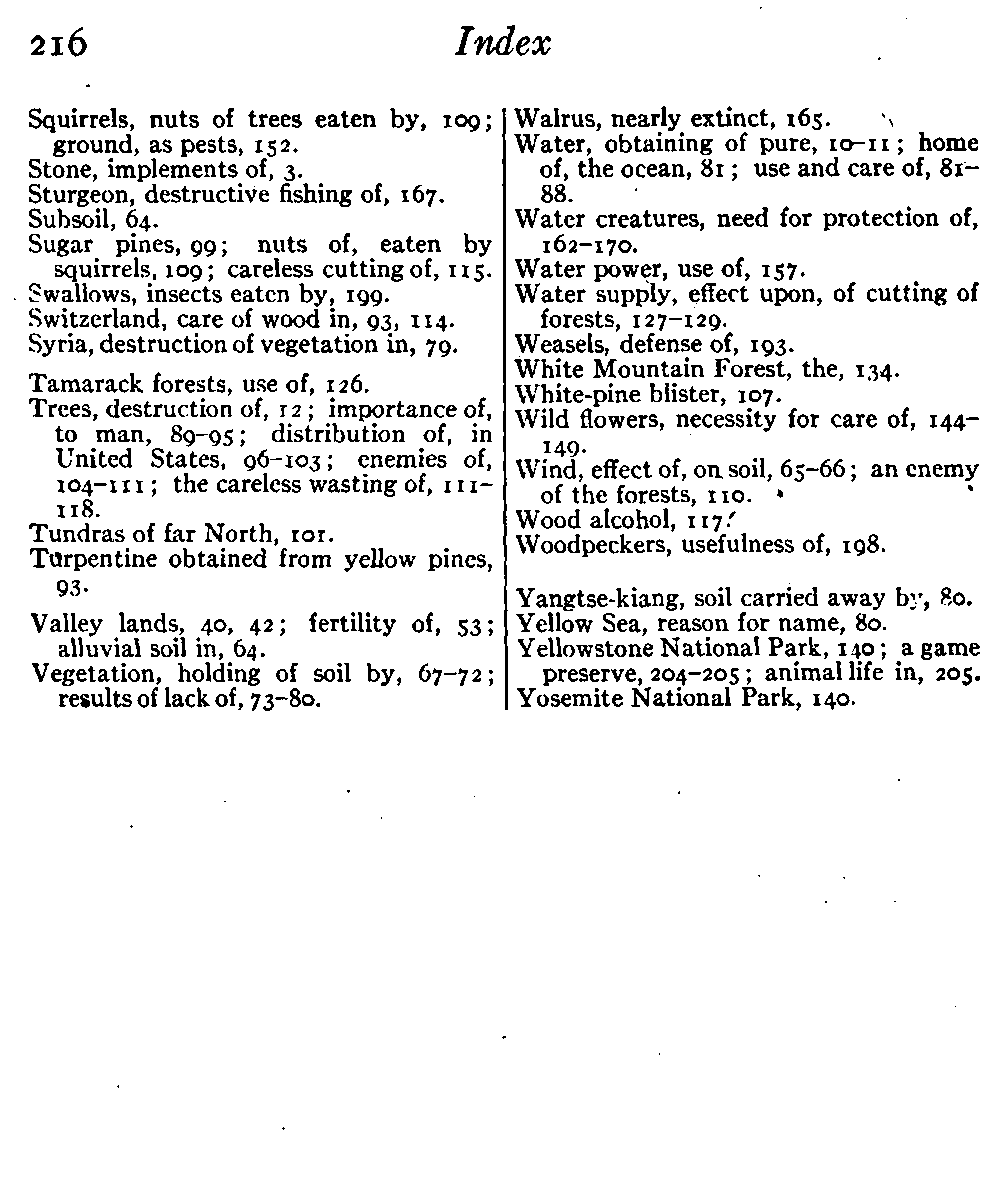 216 Index
Squirrels, nuts of trees eaten by, 109;
ground, as pests, 152.
Stone, implements of, 3.
Sturgeon, destructive fishing of, 167.
Subsoil, 64.
Sugar pines, 99; nuts of, eaten by
squirrels, 109; careless cutting of, 115.
Swallows, insects eaten by, 199.
Switzerland, care of wood in, 93, 114.
Syria, destruction of vegetation in, 79.
Tamarack forests, use of, 126.
Trees, destruction of, 12; importance of,
to man, 89–95; distribution of, in
United States, 96–103; enemies of,
104–111; the careless wasting of, 111–
118.
Tundras of far North, 101.
Turpentine obtained from yellow pines,
93.
Valley lands, 40, 42; fertility of, 53;
alluvial soil in, 64.
Vegetation, holding of soil by, 67–72;
results of lack of, 73–80.
Walrus, nearly extinct, 165.
Water, obtaining of pure, 10–11; home
of, the ocean, 81; use and care of, 81–
88.
Water creatures, need for protection of,
162–170.
Water power, use of, 157.
Water supply, effect upon, of cutting of
forests, 127–129.
Weasels, defense of, 193.
White Mountain Forest, the, 134.
White-pine blister, 107.
Wild flowers, necessity for care of, 144–
149.
Wind, effect of, on soil, 65–66; an enemy
of the forests, 110.
Wood alcohol, 117.
Woodpeckers, usefulness of, 198.
Yangtse-kiang, soil carried away by, 80.
Yellow Sea, reason for name, 80.
Yellowstone National Park, 140; a game
preserve, 204–205; animal life in, 205.
Yosemite National Park, 140.